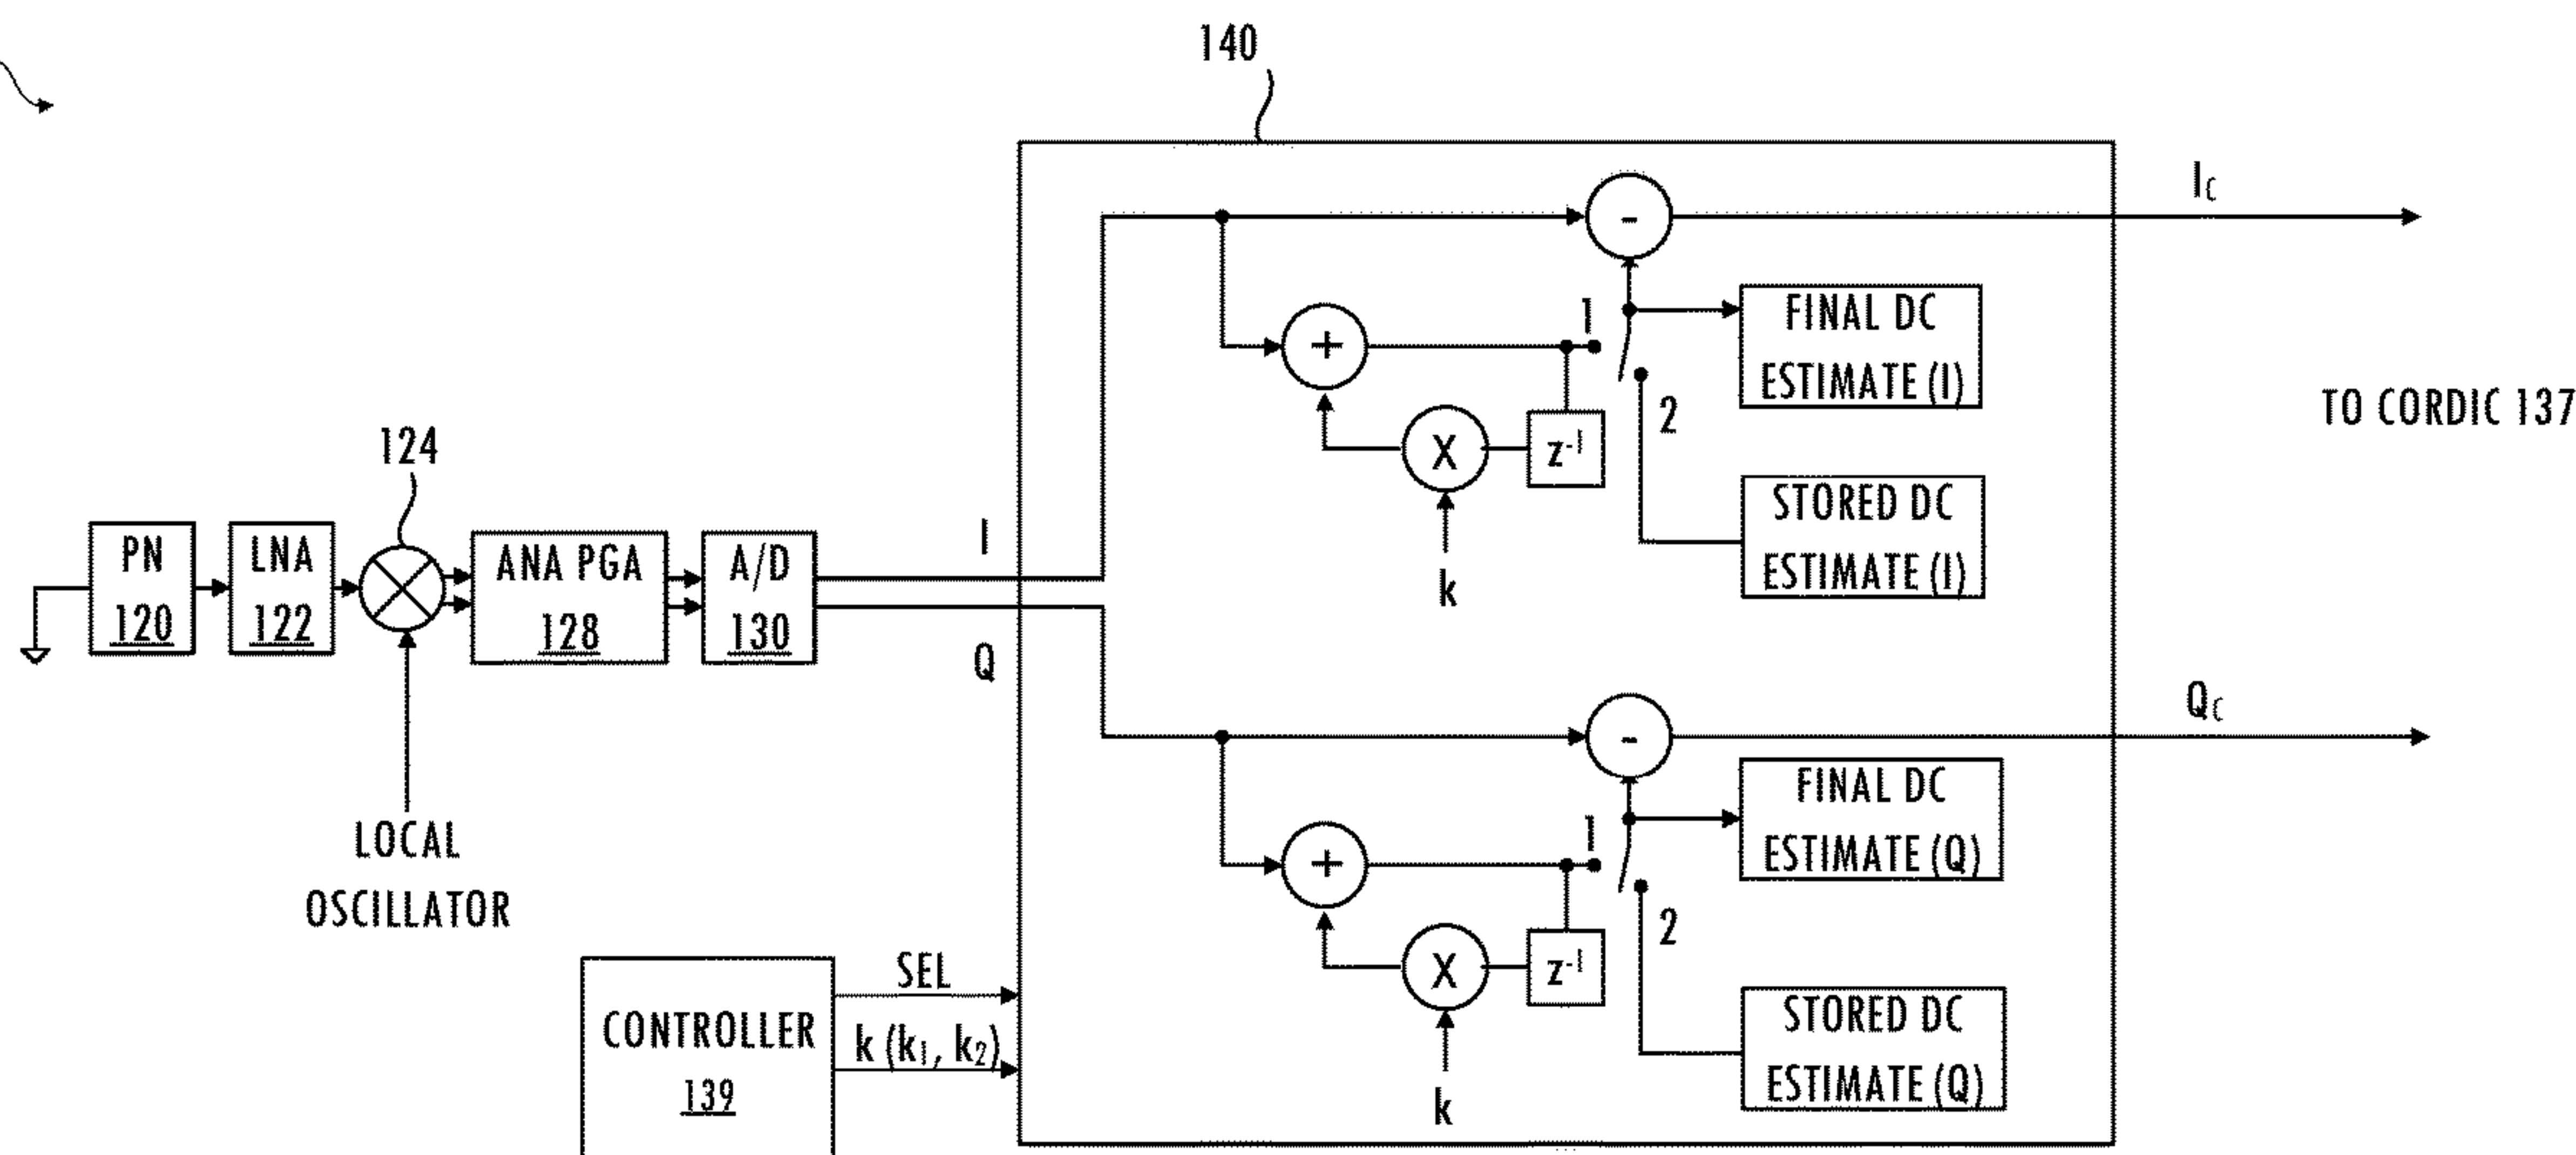 140
I_C
-
1
FINAL DC
ESTIMATE (I)
+
2
TO CORDIC 137
X
z^-1
k
STORED DC
ESTIMATE (I)
124
PN
120
LNA
122
ANA PGA
128
A/D
130
I
Q
LOCAL
OSCILLATOR
Q_C
-
1
FINAL DC
ESTIMATE (Q)
+
2
X
z^-1
k
STORED DC
ESTIMATE (Q)
SEL
k (k_1, k_2)
CONTROLLER
139